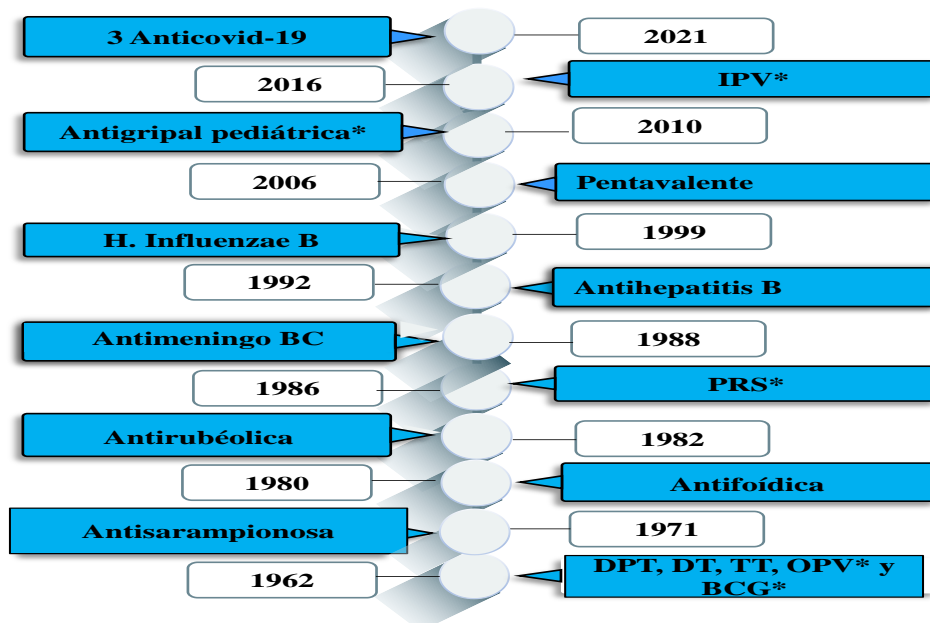 3 Anticovid-19
2021
2016
IPV*
Antigripal pediátrica*
2010
2006
Pentavalente
H. Influenzae B
1999
1992
Antihepatitis B
Antimeningo BC
1988
1986
PRS*
Antirubéolica
1982
1980
Antifoídica
Antisarampionosa
1971
1962
DPT, DT, TT, OPV* y
BCG*